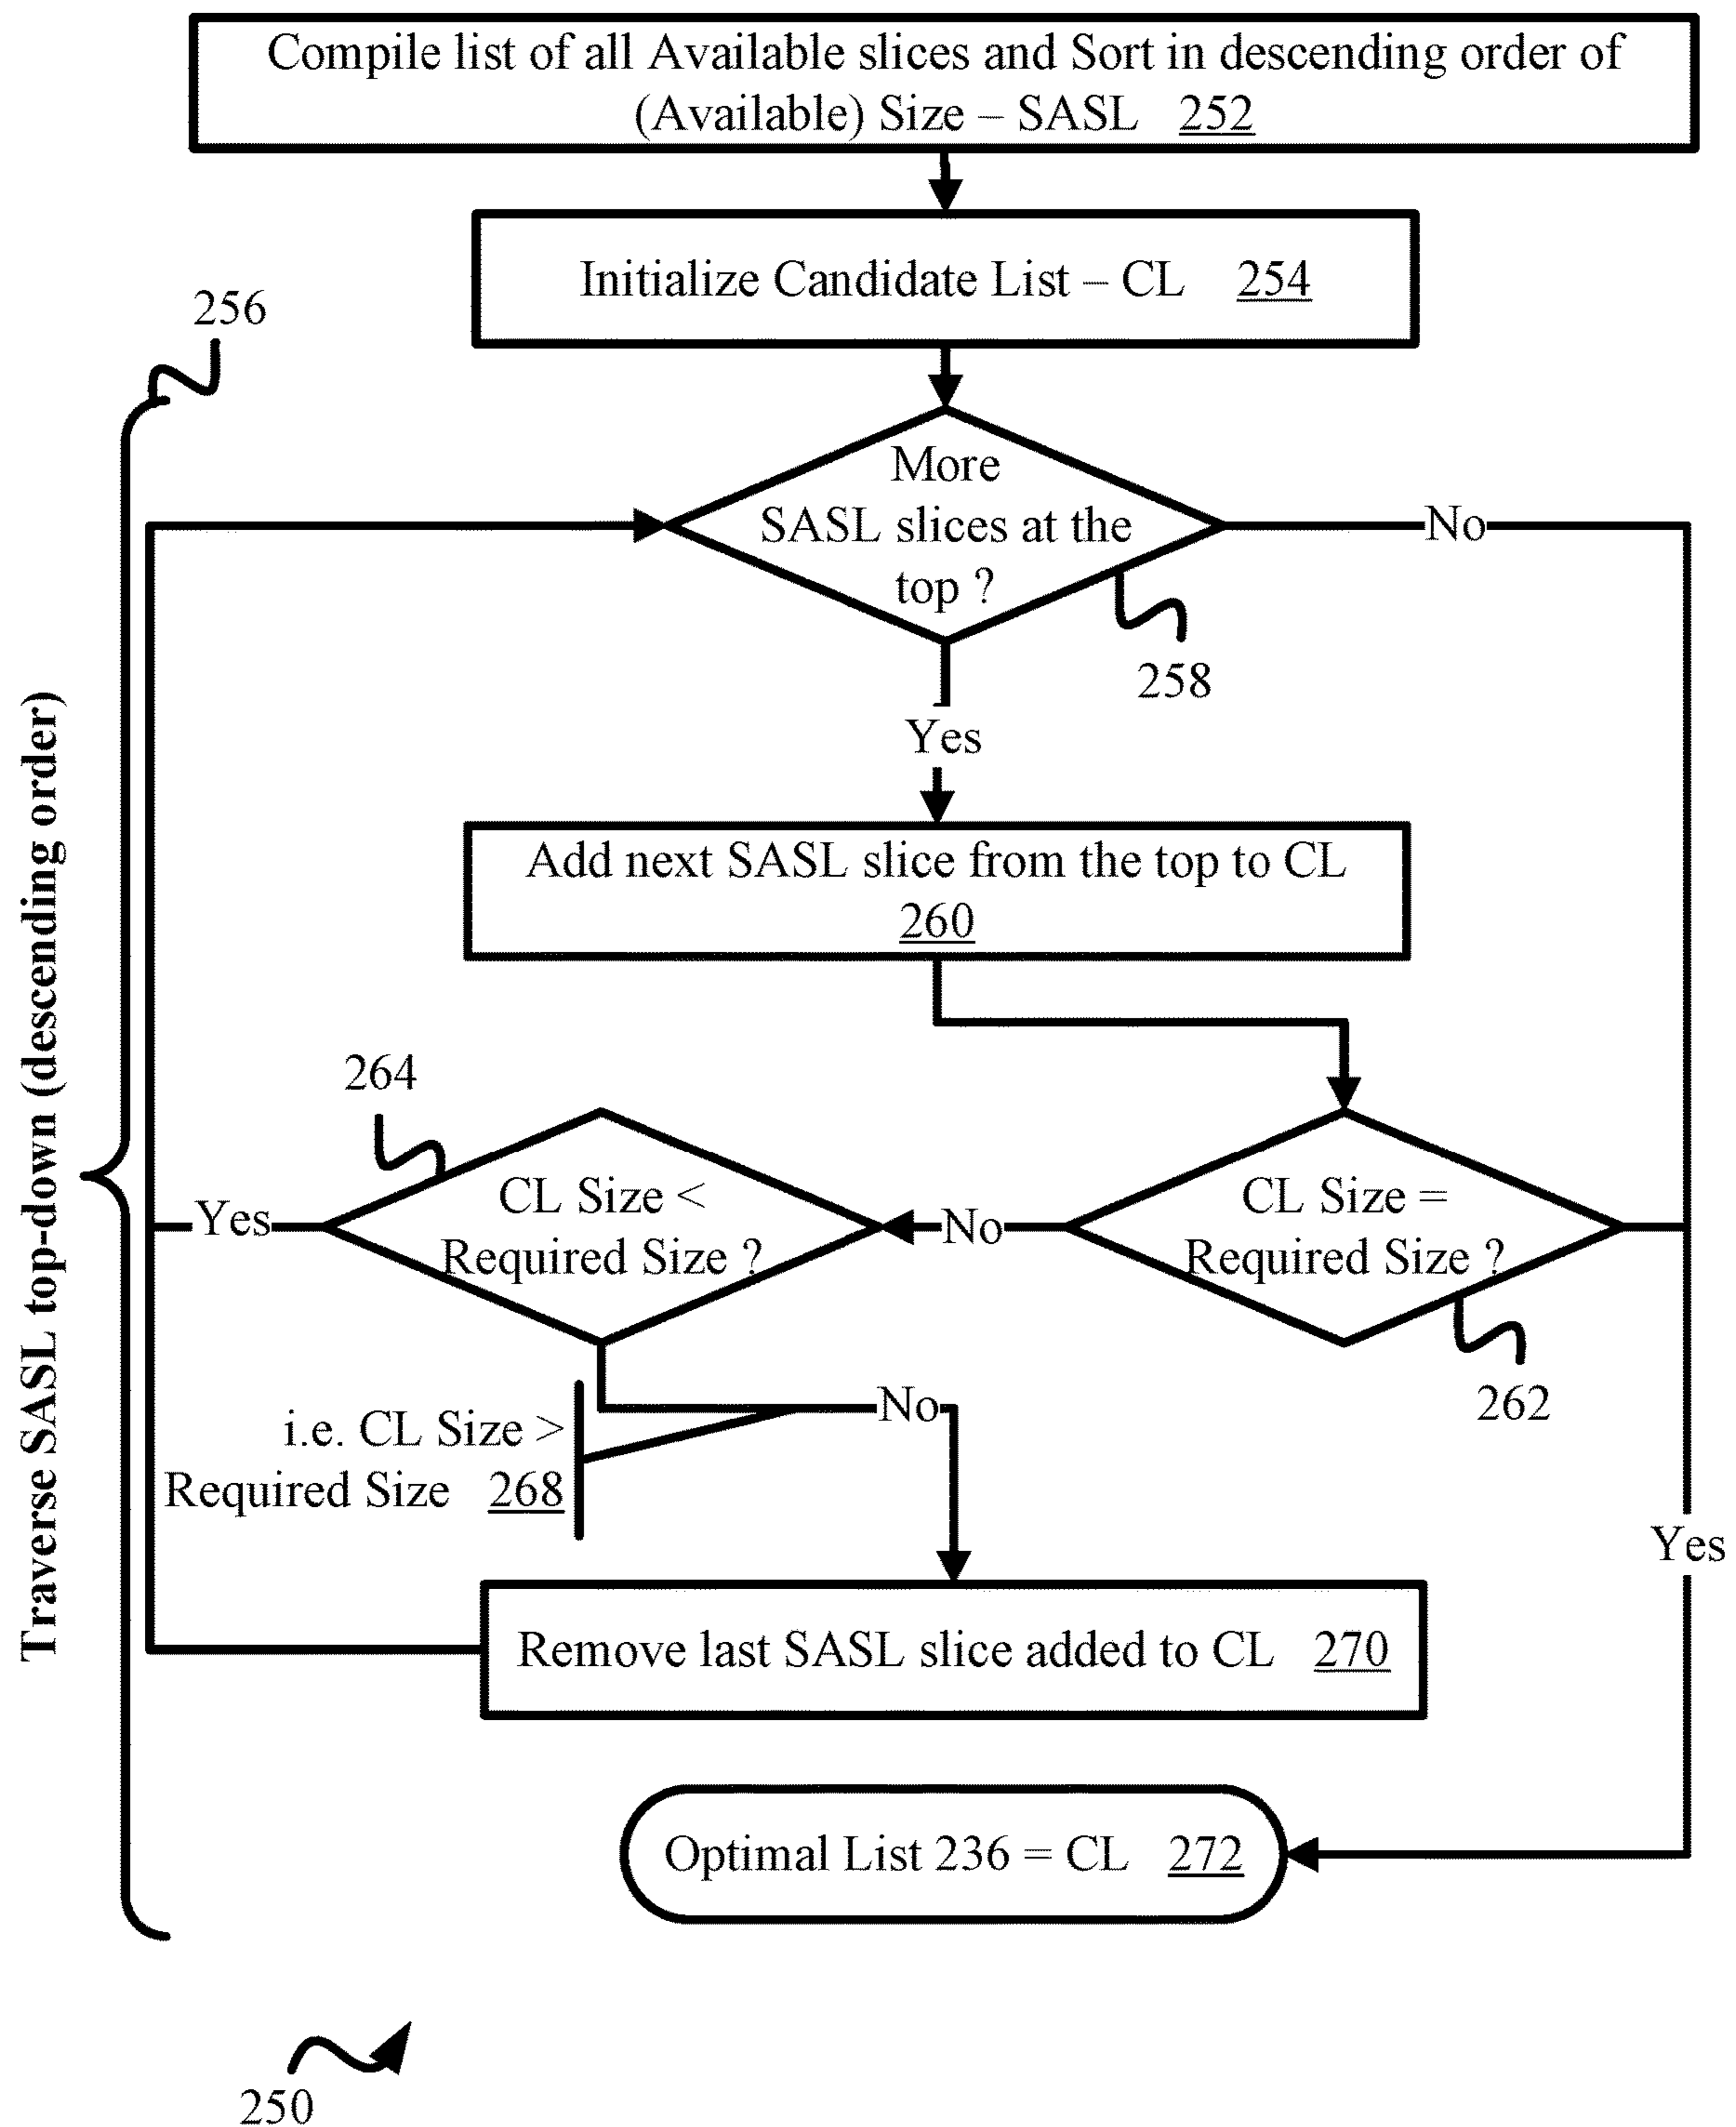 Compile list of all Available slices and Sort in descending order of
(Available) Size – SASL 252
Initialize Candidate List – CL 254
256
More
SASL slices at the
top ?
No
258
Yes
Add next SASL slice from the top to CL
260
Traverse SASL top-down (descending order)
264
CL Size <
Required Size ?
Yes
No
CL Size =
Required Size ?
262
No
i.e. CL Size >
Required Size 268
Yes
Remove last SASL slice added to CL 270
Optimal List 236 = CL 272
250